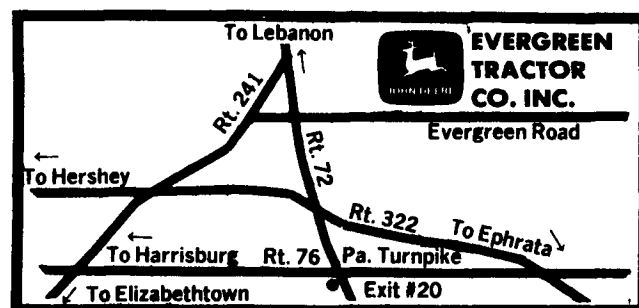 To Lebanon
EVERGREEN
TRACTOR
CO. INC.
JOHN DEERE
Rt. 241
Evergreen Road
Rt. 72
To Hershey
Rt. 322
To Ephrata
To Harrisburg
Rt. 76 Pa. Turnpike
To Elizabethtown
Exit #20